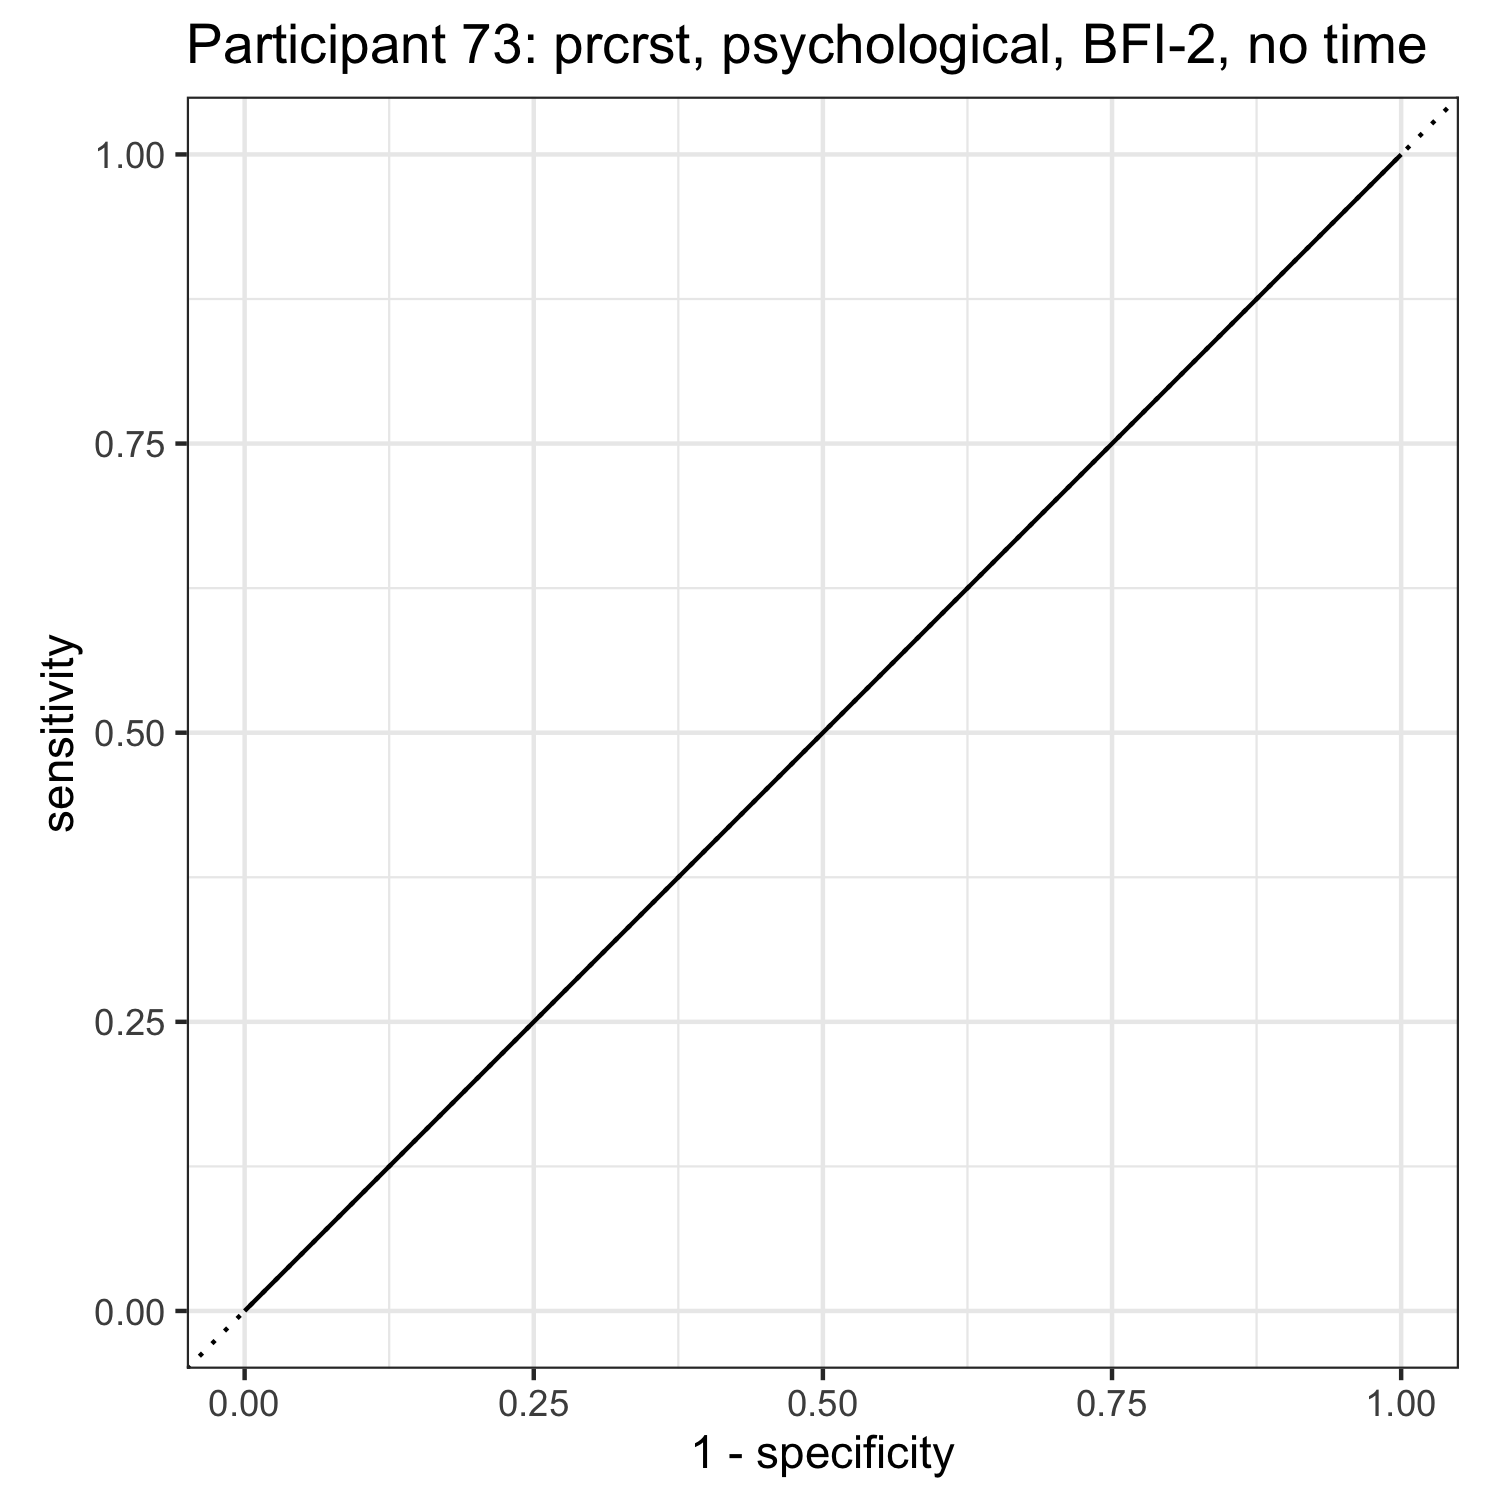 Participant 73: prcrst, psychological, BFI-2, no time
1.00
0.75
0.50
0.25
0.00
sensitivity
0.00 0.25 0.50 0.75 1.00
1 - specificity